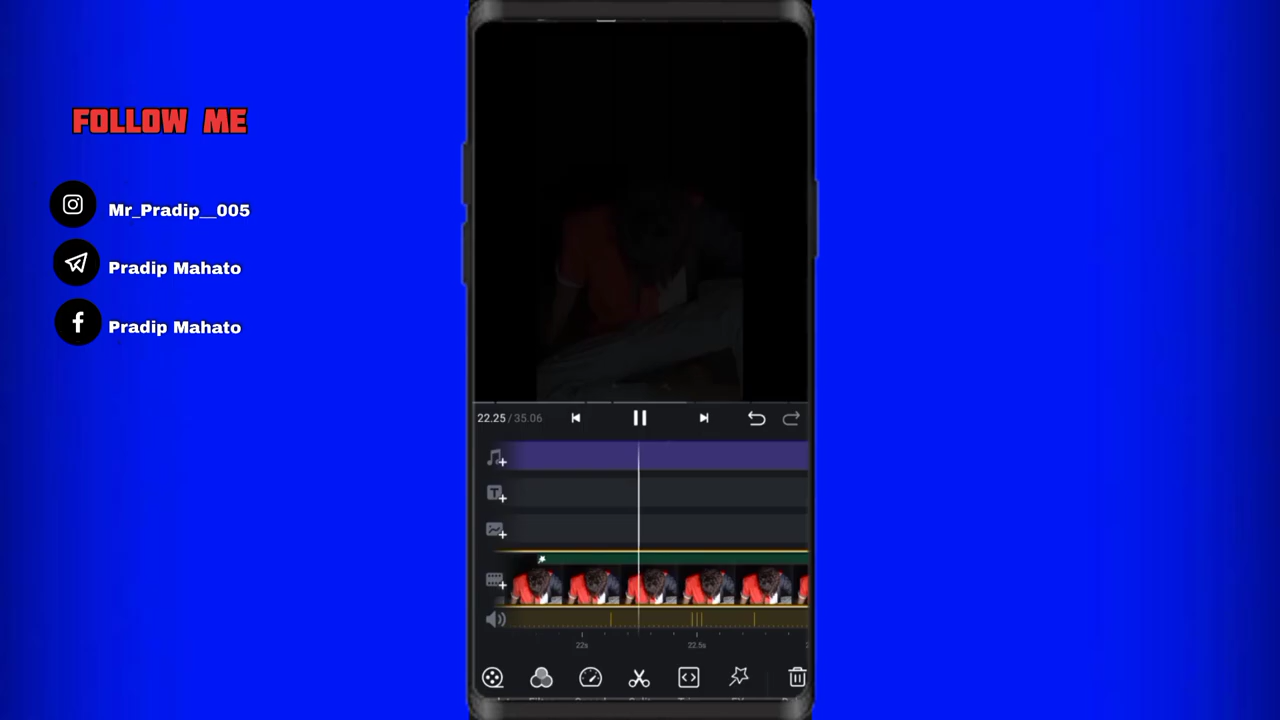 FOLLOW ME
Mr_Pradip__005
Pradip Mahato
Pradip Mahato
22.25 / 35.06
22s
22.5s